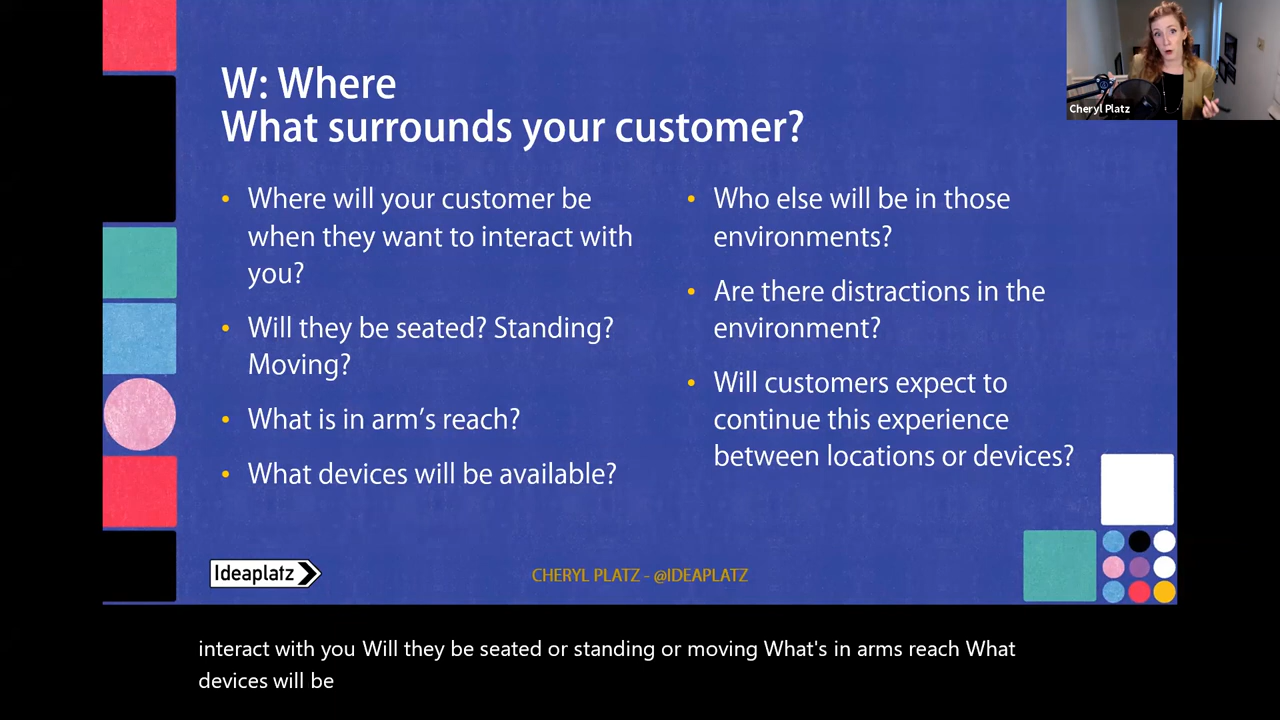 W: Where
What surrounds your customer?
• Where will your customer be
when they want to interact with
you?
• Will they be seated? Standing?
Moving?
• What is in arm’s reach?
• What devices will be available?
• Who else will be in those
environments?
• Are there distractions in the
environment?
• Will customers expect to
continue this experience
between locations or devices?
Cheryl Platz
Ideaplatz
CHERYL PLATZ - @IDEAPLATZ
interact with you Will they be seated or standing or moving What's in arms reach What
devices will be